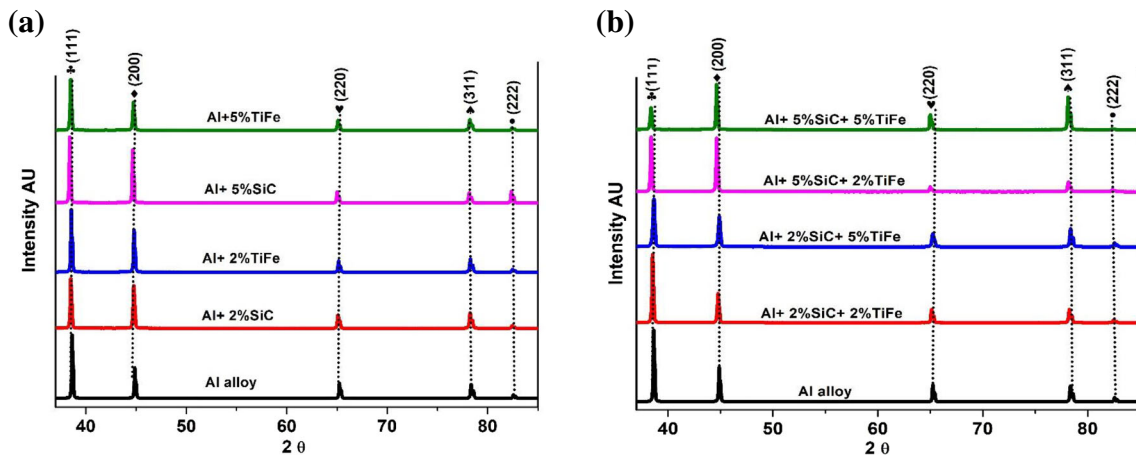 (a)
♣(111)
♦(200)
♥(220)
♠(311)
●(222)
Al+5%TiFe
Al+ 5%SiC
Al+ 2%TiFe
Al+ 2%SiC
Al alloy
Intensity AU
40 50 60 70 80
2 θ
(b)
♣(111)
♦(200)
♥(220)
♠(311)
●(222)
Al+ 5%SiC+ 5%TiFe
Al+ 5%SiC+ 2%TiFe
Al+ 2%SiC+ 5%TiFe
Al+ 2%SiC+ 2%TiFe
Al alloy
Intensity AU
40 50 60 70 80
2 θ